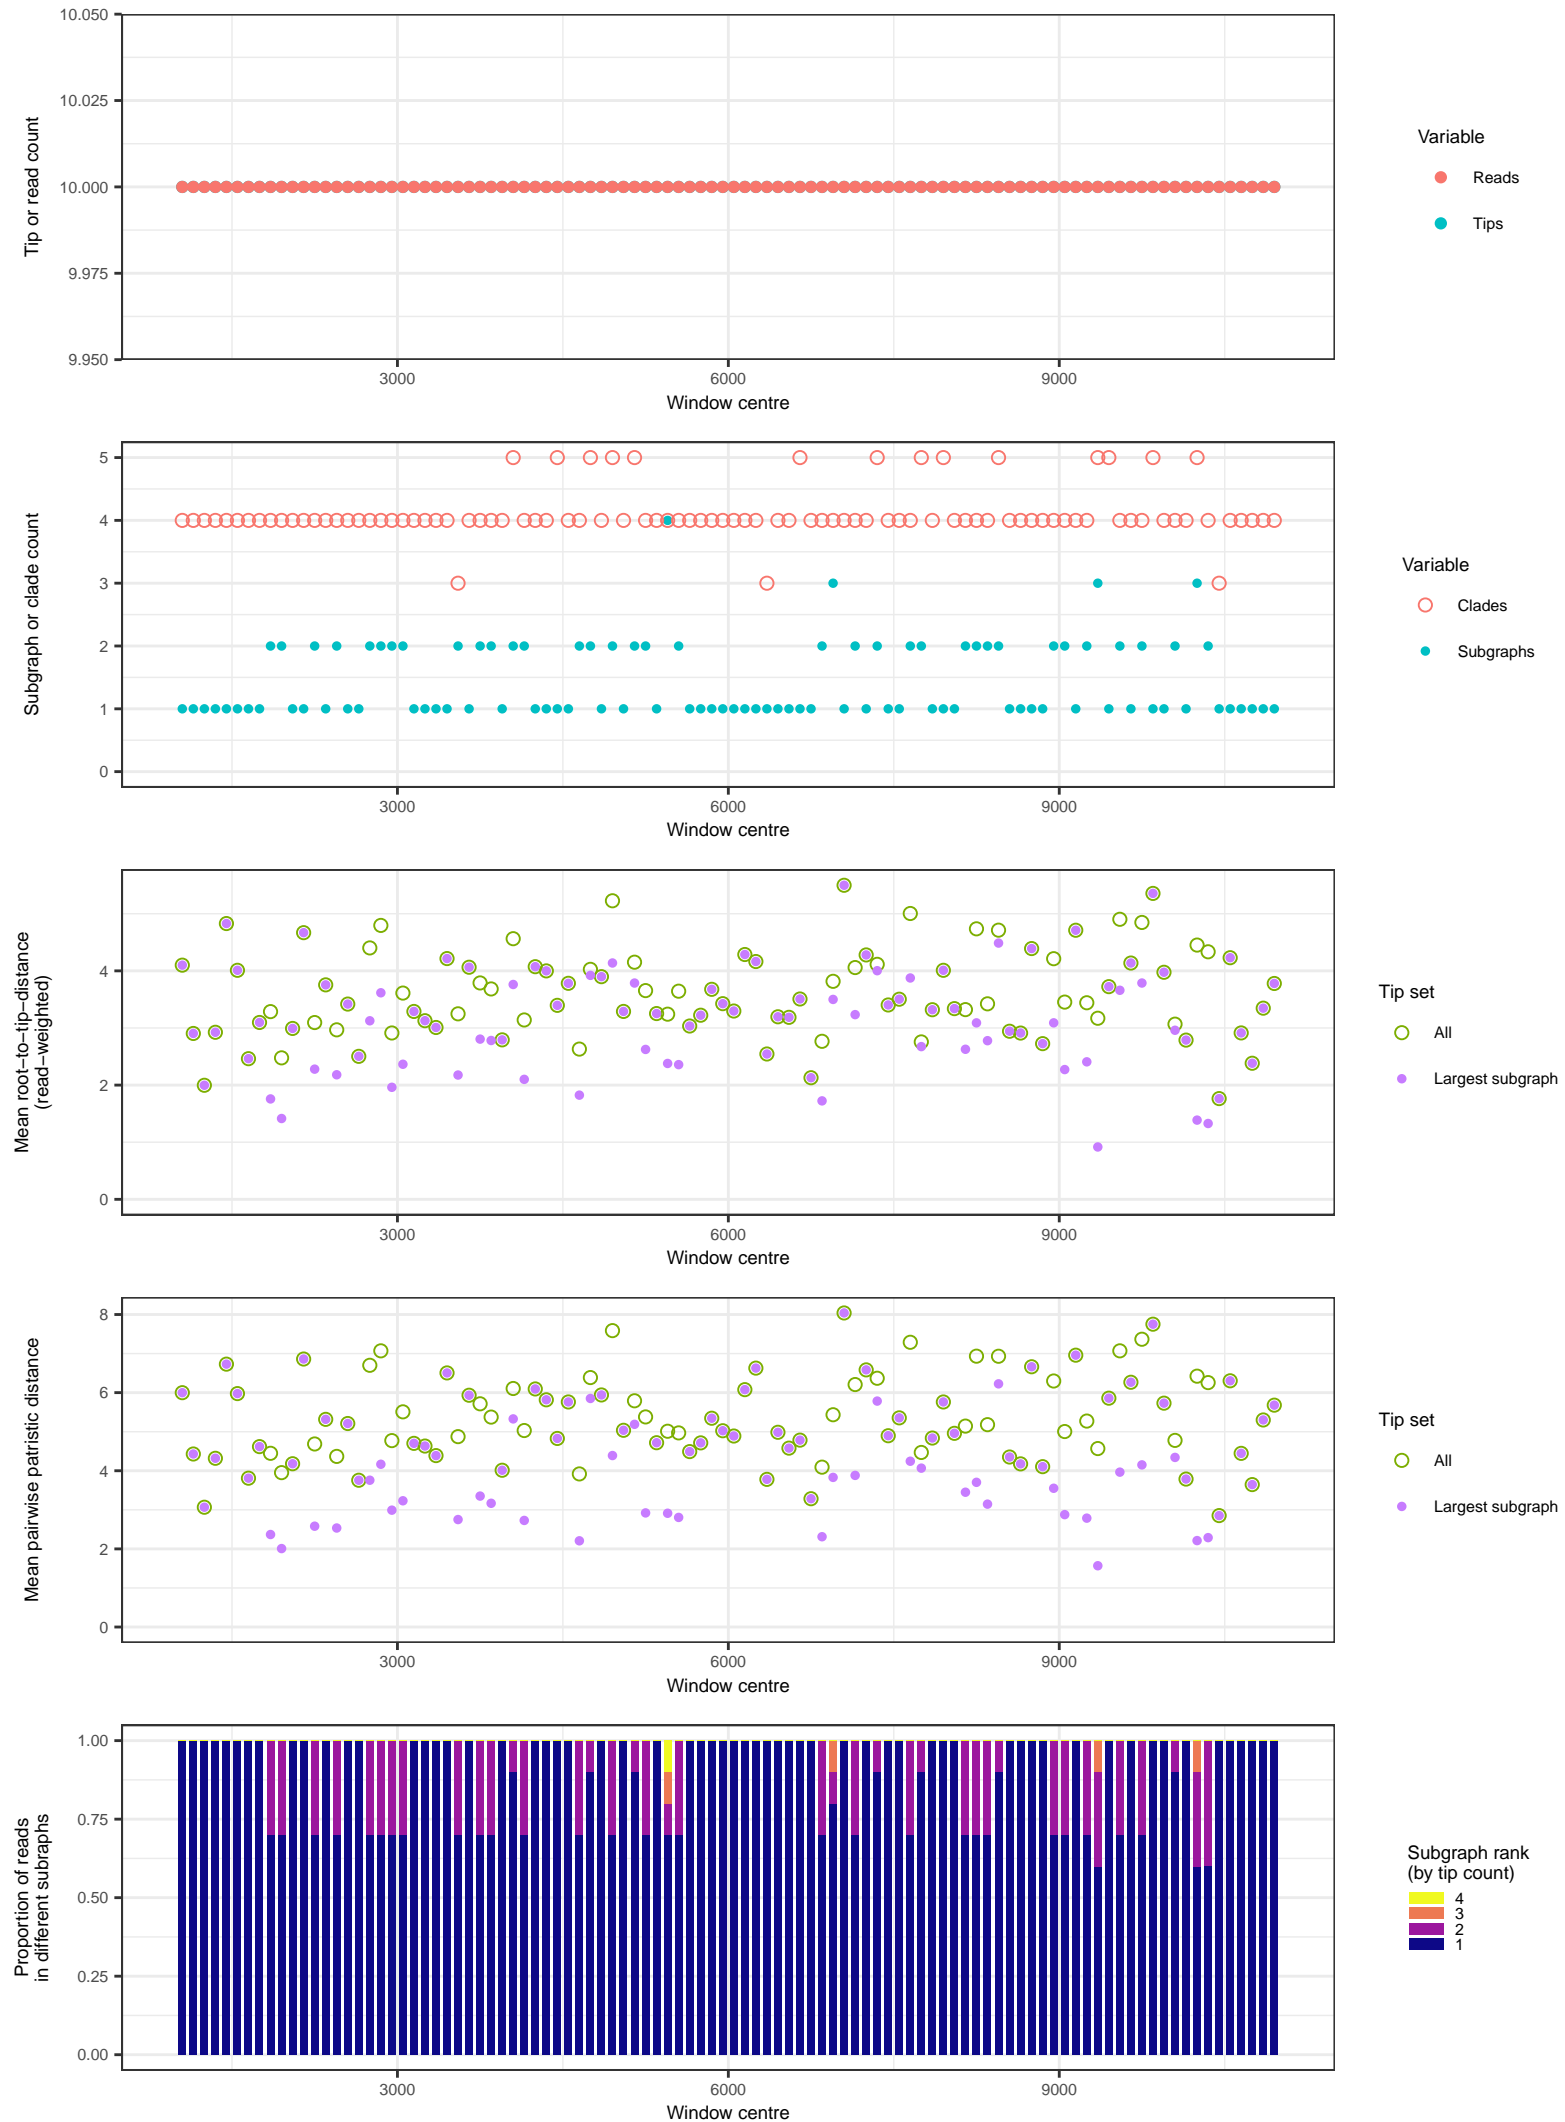 10.050
10.025
10.000
9.975
9.950
Tip or read count
3000
6000
9000
Window centre
Variable
Reads
Tips
5
4
3
2
1
0
Subgraph or clade count
3000
6000
9000
Window centre
Variable
Clades
Subgraphs
4
2
0
Mean root−to−tip−distance
(read−weighted)
3000
6000
9000
Window centre
Tip set
All
Largest subgraph
8
6
4
2
0
Mean pairwise patristic distance
3000
6000
9000
Window centre
Tip set
All
Largest subgraph
1.00
0.75
0.50
0.25
0.00
Proportion of reads
in different subraphs
3000
6000
9000
Window centre
Subgraph rank
(by tip count)
4
3
2
1